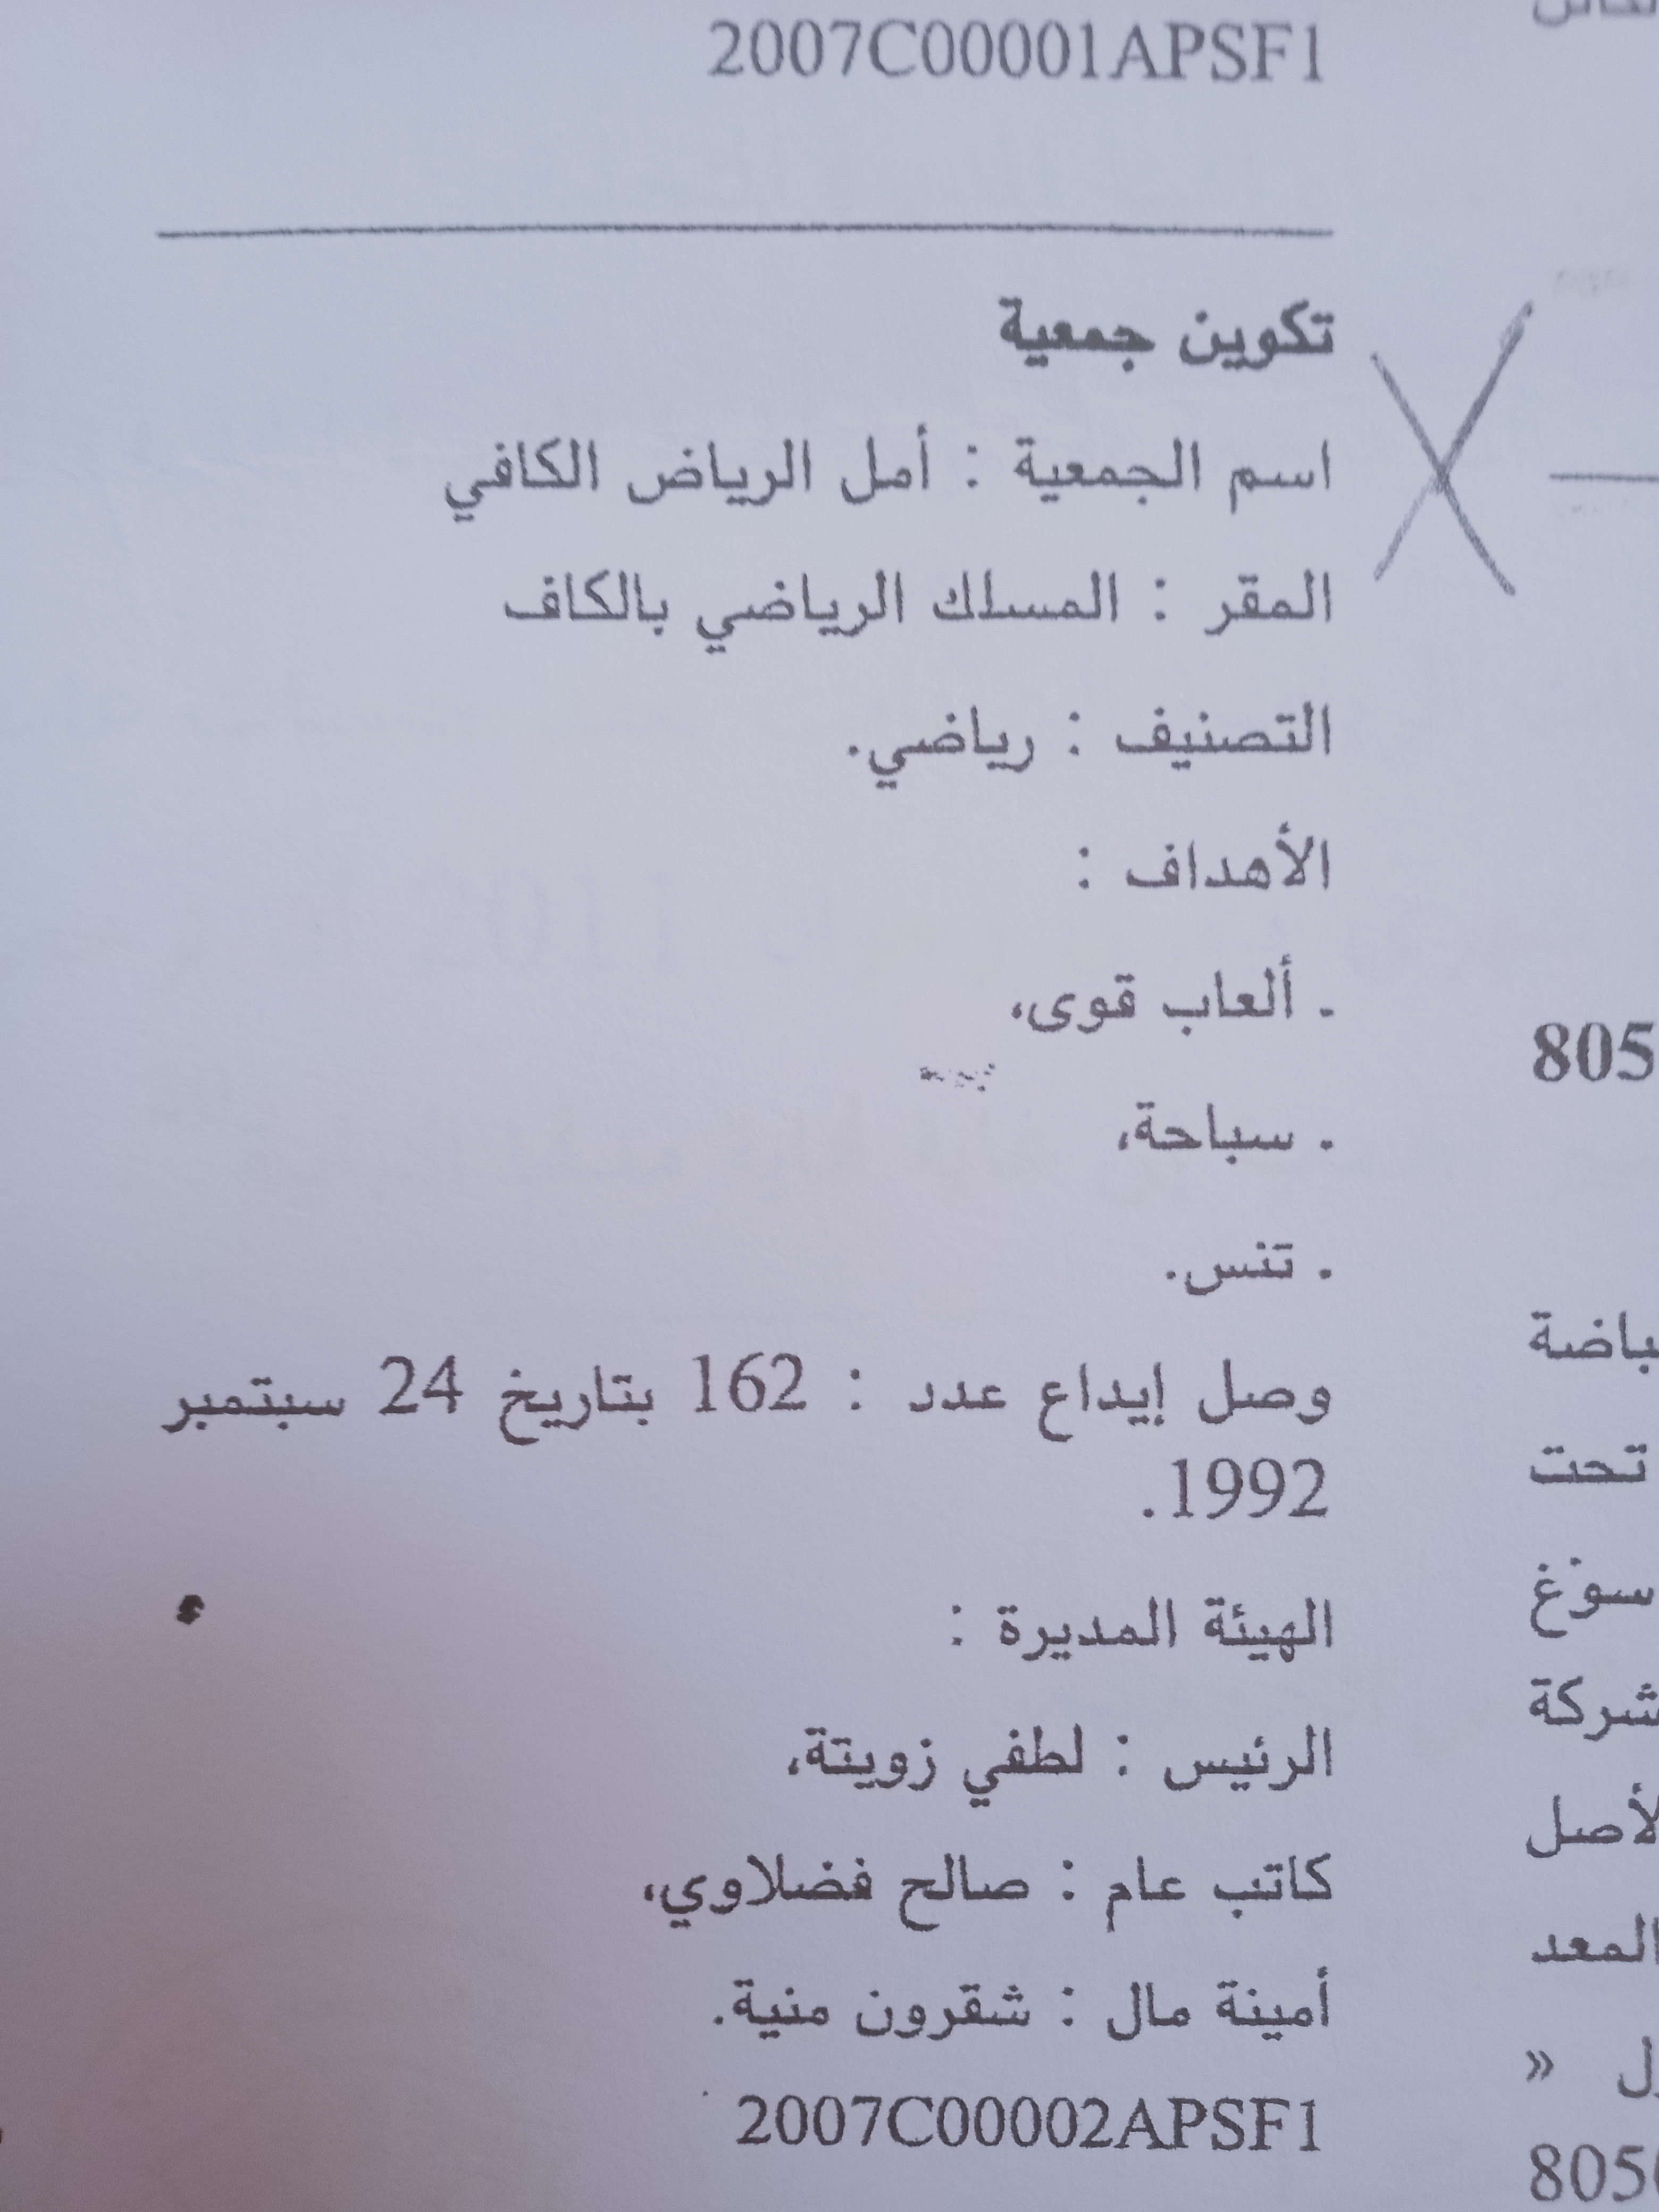 2007C00001APSF1
تكوين جمعية
اسم الجمعية : أمل الرياض الكافي
المقر : المسلك الرياضي بالكاف
التصنيف : رياضي.
الأهداف :
ـ ألعاب قوى،
. سباحة،
. تنس.
وصل إيداع عدد : 162 بتاريخ 24 سبتمبر
1992.
الهيئة المديرة :
الرئيس : لطفي زويتة،
كاتب عام : صالح فضلاوي،
أمينة مال : شقرون منية.
2007C00002APSF1
805
تحت
سوّغ
شركة
المعد
»
805